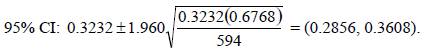 95% CI: 0.3232 ± 1.960 √(0.3232(0.6768)/594) = (0.2856, 0.3608).